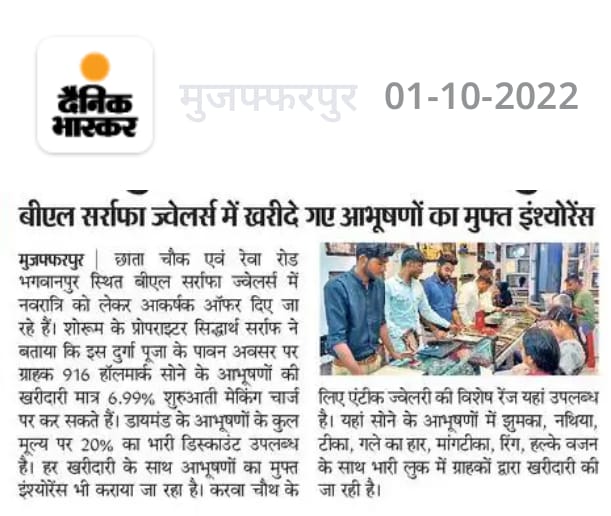 दैनिक
भास्कर
मुजफ्फरपुर 01-10-2022
बीएल सर्राफा ज्वेलर्स में खरीदे गए आभूषणों का मुफ्त इंश्योरेंस
मुजफ्फरपुर | छाता चौक एवं रेवा रोड
भगवानपुर स्थित बीएल सर्राफा ज्वेलर्स में
नवरात्रि को लेकर आकर्षक ऑफर दिए जा
रहे हैं। शोरूम के प्रोपराइटर सिद्धार्थ सर्राफ ने
बताया कि इस दुर्गा पूजा के पावन अवसर पर
ग्राहक 916 हॉलमार्क सोने के आभूषणों की
खरीदारी मात्र 6.99% शुरुआती मेकिंग चार्ज
पर कर सकते हैं। डायमंड के आभूषणों के कुल
मूल्य पर 20% का भारी डिस्काउंट उपलब्ध
है। हर खरीदारी के साथ आभूषणों का मुफ्त
इंश्योरेंस भी कराया जा रहा है। करवा चौथ के
लिए एंटीक ज्वेलरी की विशेष रेंज यहां उपलब्ध
है। यहां सोने के आभूषणों में झुमका, नथिया,
टीका, गले का हार, मांगटीका, रिंग, हल्के वजन
के साथ भारी लुक में ग्राहकों द्वारा खरीदारी की
जा रही है।